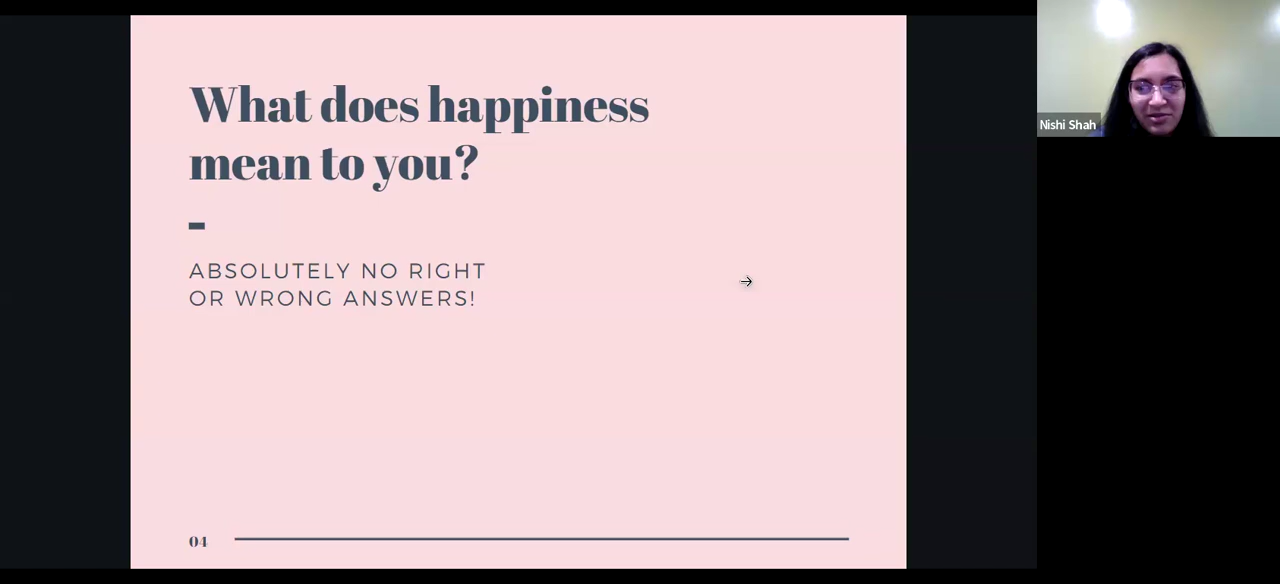 What does happiness
mean to you?
-
ABSOLUTELY NO RIGHT
OR WRONG ANSWERS!
04
Nishi Shah